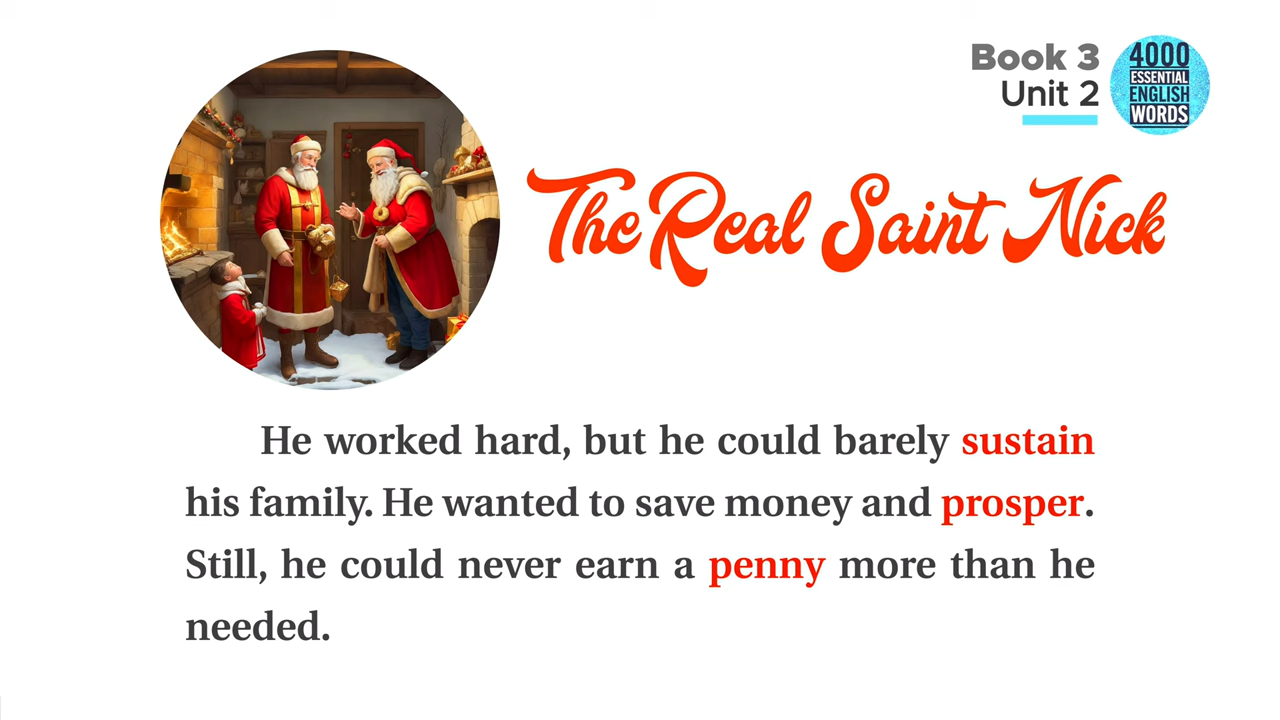 Book 3
Unit 2
4000
ESSENTIAL
ENGLISH
WORDS
The Real Saint Nick
He worked hard, but he could barely sustain
his family. He wanted to save money and prosper.
Still, he could never earn a penny more than he
needed.